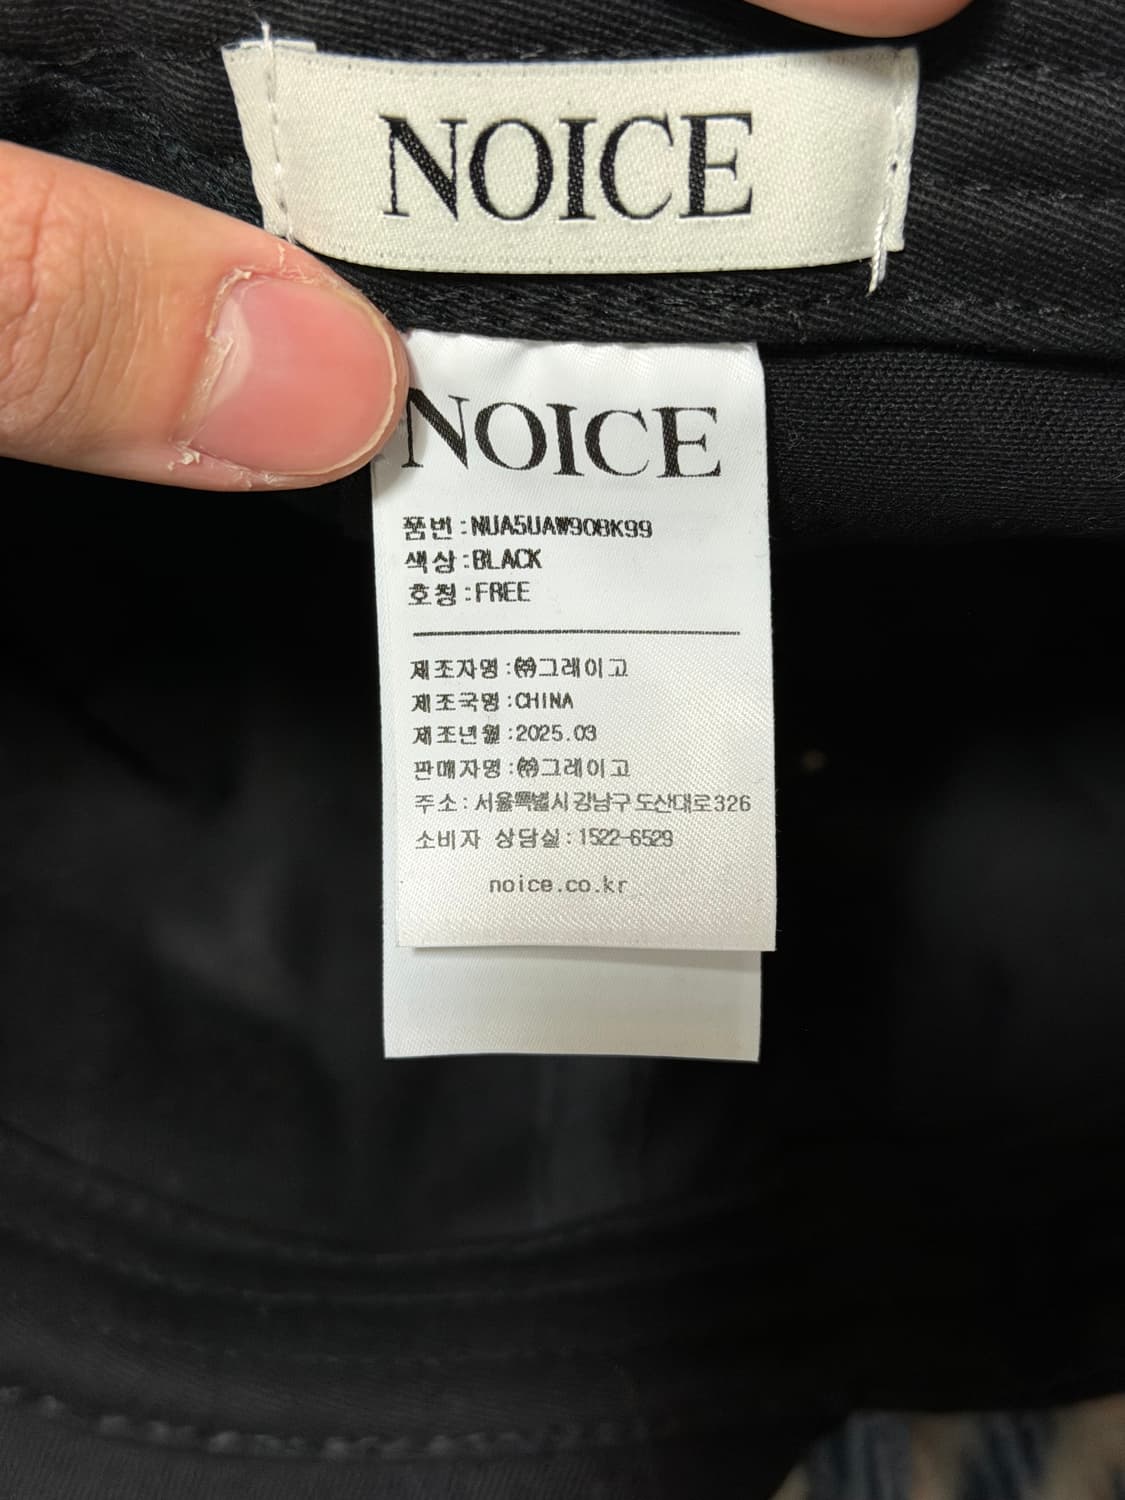 NOICE
NOICE
품번:NUA5UAW90BK99
색상:BLACK
호칭:FREE
제조자명:㈜그레이고
제조국명:CHINA
제조년월:2025.03
판매자명:㈜그레이고
주소:서울특별시강남구도산대로326
소비자 상담실:1522-6529
noice.co.kr